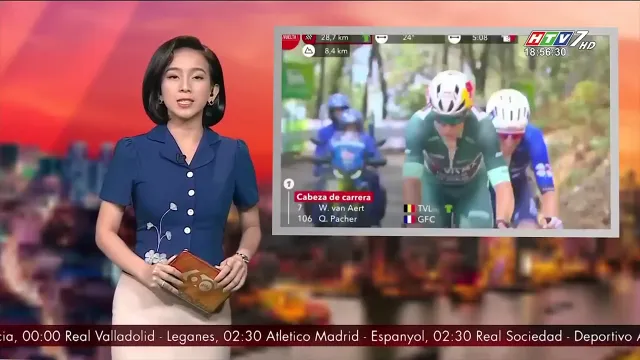 VUELTA 28,7 km 24" 5:08
8,4 km
HTV7 HD
18:56:30
Cabeza de carrera
7 W. van Aert TVL
106 Q. Pacher GFC
cia, 00:00 Real Valladolid - Leganes, 02:30 Atletico Madrid - Espanyol, 02:30 Real Sociedad - Deportivo A